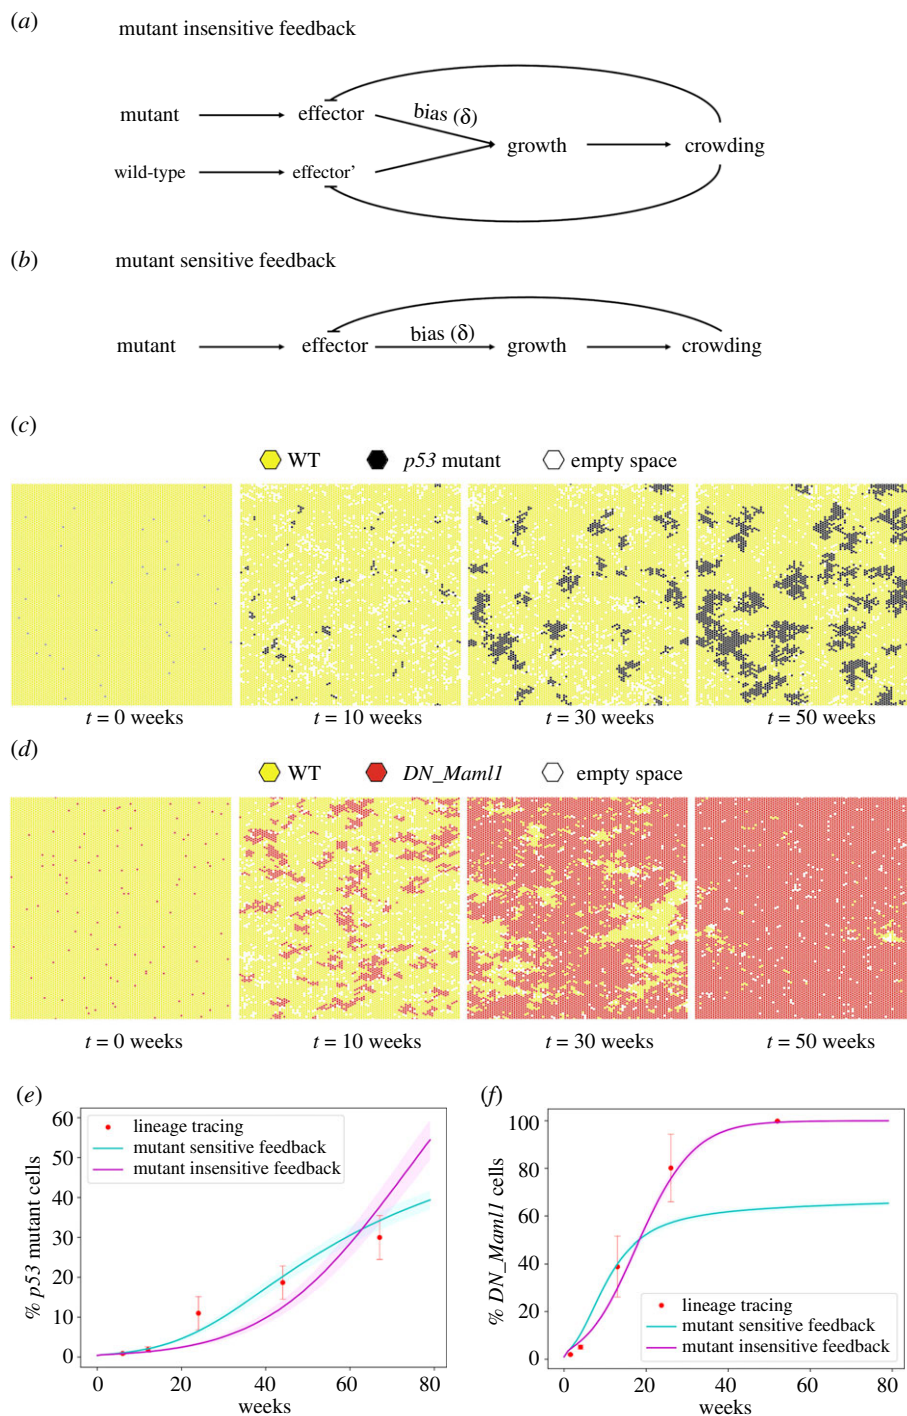 (a)
mutant insensitive feedback
mutant
effector
bias (δ)
growth
crowding
wild-type
effector’
(b)
mutant sensitive feedback
mutant
effector
bias (δ)
growth
crowding
(c)
WT p53 mutant empty space
t = 0 weeks t = 10 weeks t = 30 weeks t = 50 weeks
(d)
WT DN_Maml1 empty space
t = 0 weeks t = 10 weeks t = 30 weeks t = 50 weeks
(e)
% p53 mutant cells
60
50
40
30
20
10
0
lineage tracing
mutant sensitive feedback
mutant insensitive feedback
0 20 40 60 80
weeks
(f)
% DN_Maml1 cells
100
80
60
40
20
0
lineage tracing
mutant sensitive feedback
mutant insensitive feedback
0 20 40 60 80
weeks